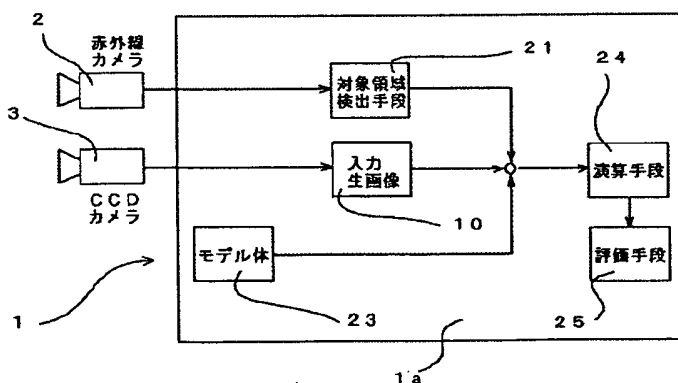 2
赤外線
カメラ
3
CCD
カメラ
対象領域
検出手段
21
入力
生画像
10
モデル体
23
24
演算手段
評価手段
25
1
1a